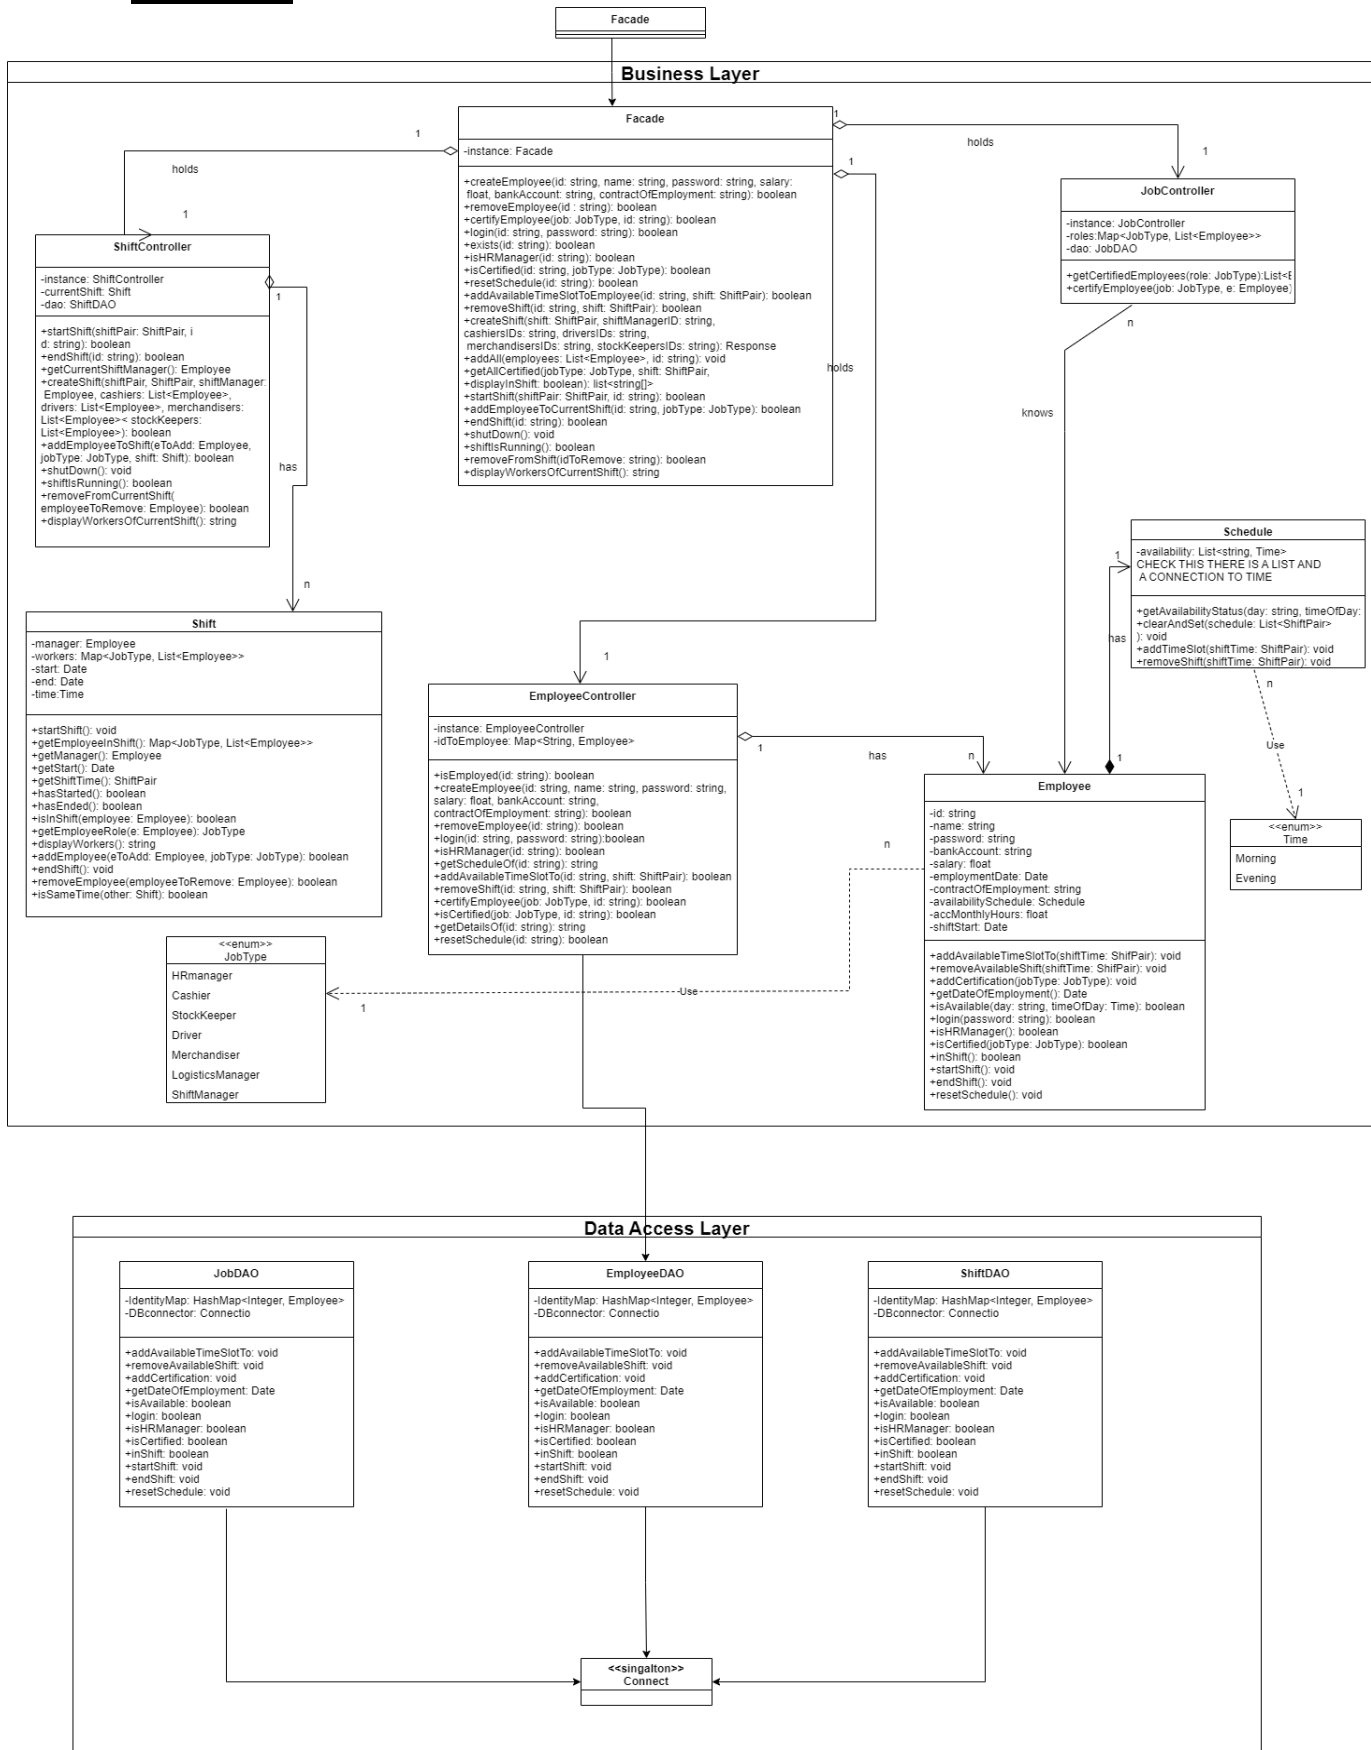 Facade
Business Layer
Facade
-instance: Facade
+createEmployee(id: string, name: string, password: string, salary:
float, bankAccount: string, contractOfEmployment: string): boolean
+removeEmployee(id : string): boolean
+certifyEmployee(job: JobType, id: string): boolean
+login(id: string, password: string): boolean
+exists(id: string): boolean
+isHRManager(id: string): boolean
+isCertified(id: string, jobType: JobType): boolean
+resetSchedule(id: string): boolean
+addAvailableTimeSlotToEmployee(id: string, shift: ShiftPair): boolean
+removeShift(id: string, shift: ShiftPair): boolean
+createShift(shift: ShiftPair, shiftManagerID: string,
cashiersIDs: string, driversIDs: string,
merchandisersIDs: string, stockKeepersIDs: string): Response
+addAll(employees: List<Employee>, id: string): void
+getAllCertified(jobType: JobType, shift: ShiftPair,
+displayInShift: boolean): list<string[]>
+startShift(shiftPair: ShiftPair, id: string): boolean
+addEmployeeToCurrentShift(id: string, jobType: JobType): boolean
+endShift(id: string): boolean
+shutDown(): void
+shiftIsRunning(): boolean
+removeFromShift(idToRemove: string): boolean
+displayWorkersOfCurrentShift(): string
1
holds
1
1
holds
1
1
holds
1
JobController
-instance: JobController
-roles:Map<JobType, List<Employee>>
-dao: JobDAO
+getCertifiedEmployees(role: JobType):List<E
+certifyEmployee(job: JobType, e: Employee)
n
knows
ShiftController
-instance: ShiftController
-currentShift: Shift
-dao: ShiftDAO
+startShift(shiftPair: ShiftPair, i
d: string): boolean
+endShift(id: string): boolean
+getCurrentShiftManager(): Employee
+createShift(shiftPair, ShiftPair, shiftManager:
Employee, cashiers: List<Employee>,
drivers: List<Employee>, merchandisers:
List<Employee>< stockKeepers:
List<Employee>): boolean
+addEmployeeToShift(eToAdd: Employee,
jobType: JobType, shift: Shift): boolean
+shutDown(): void
+shiftIsRunning(): boolean
+removeFromCurrentShift(
employeeToRemove: Employee): boolean
+displayWorkersOfCurrentShift(): string
1
has
n
Schedule
-availability: List<string, Time>
CHECK THIS THERE IS A LIST AND
A CONNECTION TO TIME
+getAvailabilityStatus(day: string, timeOfDay:
+clearAndSet(schedule: List<ShiftPair>
): void
+addTimeSlot(shiftTime: ShiftPair): void
+removeShift(shiftTime: ShiftPair): void
1
has
1
n
Use
1
Shift
-manager: Employee
-workers: Map<JobType, List<Employee>>
-start: Date
-end: Date
-time:Time
+startShift(): void
+getEmployeeInShift(): Map<JobType, List<Employee>>
+getManager(): Employee
+getStart(): Date
+getShiftTime(): ShiftPair
+hasStarted(): boolean
+hasEnded(): boolean
+isInShift(employee: Employee): boolean
+getEmployeeRole(e: Employee): JobType
+displayWorkers(): string
+addEmployee(eToAdd: Employee, jobType: JobType): boolean
+endShift(): void
+removeEmployee(employeeToRemove: Employee): boolean
+isSameTime(other: Shift): boolean
EmployeeController
-instance: EmployeeController
-idToEmployee: Map<String, Employee>
+isEmployed(id: string): boolean
+createEmployee(id: string, name: string, password: string,
salary: float, bankAccount: string,
contractOfEmployment: string): boolean
+removeEmployee(id: string): boolean
+login(id: string, password: string):boolean
+isHRManager(id: string): boolean
+getScheduleOf(id: string): string
+addAvailableTimeSlotTo(id: string, shift: ShiftPair): boolean
+removeShift(id: string, shift: ShiftPair): boolean
+certifyEmployee(job: JobType, id: string): boolean
+isCertified(job: JobType, id: string): boolean
+getDetailsOf(id: string): string
+resetSchedule(id: string): boolean
1
has
n
Employee
-id: string
-name: string
-password: string
-bankAccount: string
-salary: float
-employmentDate: Date
-contractOfEmployment: string
-availabilitySchedule: Schedule
-accMonthlyHours: float
-shiftStart: Date
+addAvailableTimeSlotTo(shiftTime: ShifPair): void
+removeAvailableShift(shiftTime: ShifPair): void
+addCertification(jobType: JobType): void
+getDateOfEmployment(): Date
+isAvailable(day: string, timeOfDay: Time): boolean
+login(password: string): boolean
+isHRManager(): boolean
+isCertified(jobType: JobType): boolean
+inShift(): boolean
+startShift(): void
+endShift(): void
+resetSchedule(): void
<<enum>>
Time
Morning
Evening
n
Use
1
<<enum>>
JobType
HRmanager
Cashier
StockKeeper
Driver
Merchandiser
LogisticsManager
ShiftManager
Data Access Layer
JobDAO
-IdentityMap: HashMap<Integer, Employee>
-DBconnector: Connectio
+addAvailableTimeSlotTo: void
+removeAvailableShift: void
+addCertification: void
+getDateOfEmployment: Date
+isAvailable: boolean
+login: boolean
+isHRManager: boolean
+isCertified: boolean
+inShift: boolean
+startShift: void
+endShift: void
+resetSchedule: void
EmployeeDAO
-IdentityMap: HashMap<Integer, Employee>
-DBconnector: Connectio
+addAvailableTimeSlotTo: void
+removeAvailableShift: void
+addCertification: void
+getDateOfEmployment: Date
+isAvailable: boolean
+login: boolean
+isHRManager: boolean
+isCertified: boolean
+inShift: boolean
+startShift: void
+endShift: void
+resetSchedule: void
ShiftDAO
-IdentityMap: HashMap<Integer, Employee>
-DBconnector: Connectio
+addAvailableTimeSlotTo: void
+removeAvailableShift: void
+addCertification: void
+getDateOfEmployment: Date
+isAvailable: boolean
+login: boolean
+isHRManager: boolean
+isCertified: boolean
+inShift: boolean
+startShift: void
+endShift: void
+resetSchedule: void
<<singalton>>
Connect